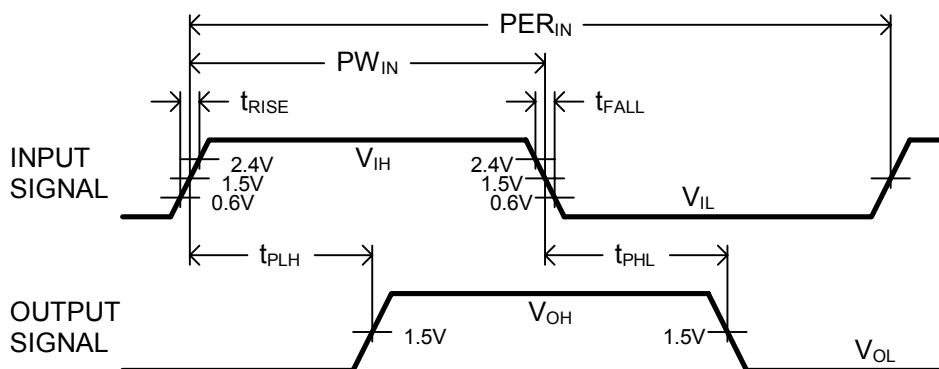 PER_IN
PW_IN
t_RISE
t_FALL
INPUT
SIGNAL
V_IH
2.4V
1.5V
0.6V
2.4V
1.5V
0.6V
V_IL
t_PLH
t_PHL
OUTPUT
SIGNAL
1.5V
V_OH
1.5V
V_OL